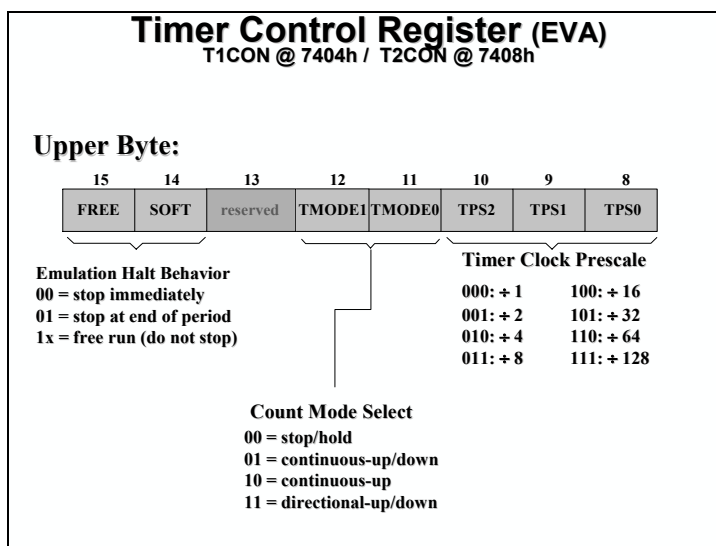 Timer Control Register (EVA)
T1CON @ 7404h / T2CON @ 7408h
Upper Byte:
15 14 13 12 11 10 9 8
FREE SOFT reserved TMODE1 TMODE0 TPS2 TPS1 TPS0
Emulation Halt Behavior
00 = stop immediately
01 = stop at end of period
1x = free run (do not stop)
Timer Clock Prescale
000: ÷ 1 100: ÷ 16
001: ÷ 2 101: ÷ 32
010: ÷ 4 110: ÷ 64
011: ÷ 8 111: ÷ 128
Count Mode Select
00 = stop/hold
01 = continuous-up/down
10 = continuous-up
11 = directional-up/down